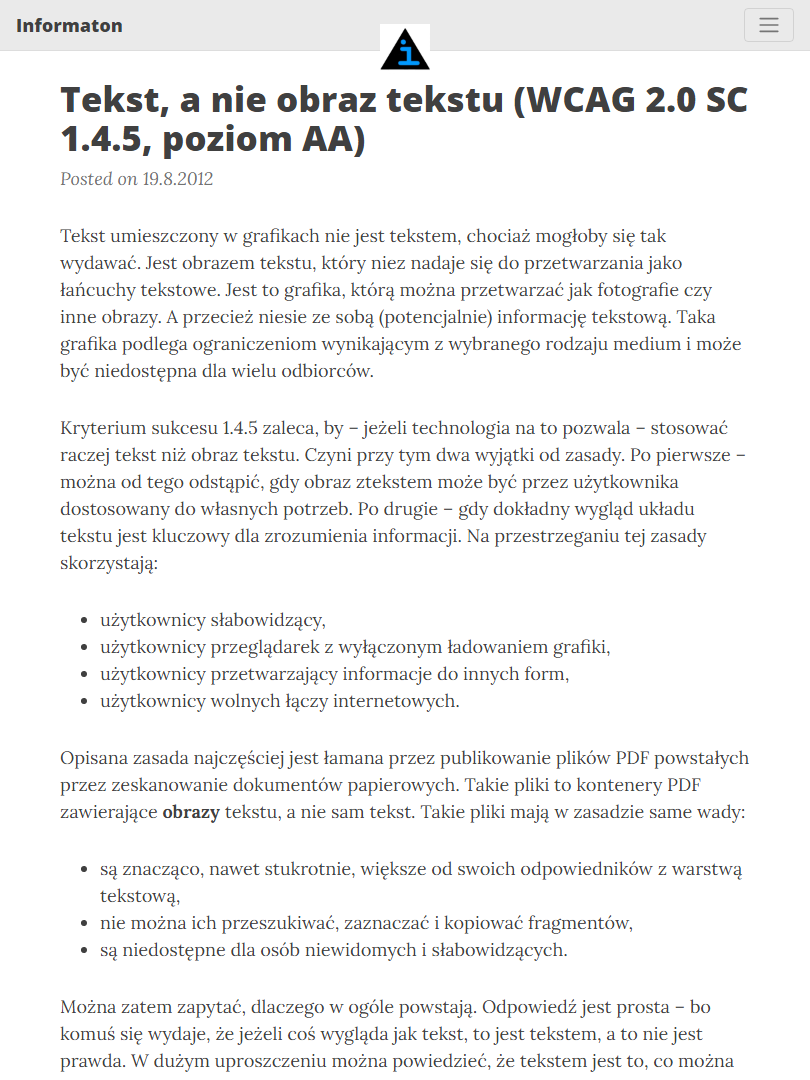 Informaton
i
Tekst, a nie obraz tekstu (WCAG 2.0 SC
1.4.5, poziom AA)
Posted on 19.8.2012
Tekst umieszczony w grafikach nie jest tekstem, chociaż mogłoby się tak
wydawać. Jest obrazem tekstu, który niez nadaje się do przetwarzania jako
łańcuchy tekstowe. Jest to grafika, którą można przetwarzać jak fotografie czy
inne obrazy. A przecież niesie ze sobą (potencjalnie) informację tekstową. Taka
grafika podlega ograniczeniom wynikającym z wybranego rodzaju medium i może
być niedostępna dla wielu odbiorców.
Kryterium sukcesu 1.4.5 zaleca, by – jeżeli technologia na to pozwala – stosować
raczej tekst niż obraz tekstu. Czyni przy tym dwa wyjątki od zasady. Po pierwsze –
można od tego odstąpić, gdy obraz ztekstem może być przez użytkownika
dostosowany do własnych potrzeb. Po drugie – gdy dokładny wygląd układu
tekstu jest kluczowy dla zrozumienia informacji. Na przestrzeganiu tej zasady
skorzystają:
• użytkownicy słabowidzący,
• użytkownicy przeglądarek z wyłączonym ładowaniem grafiki,
• użytkownicy przetwarzający informacje do innych form,
• użytkownicy wolnych łączy internetowych.
Opisana zasada najczęściej jest łamana przez publikowanie plików PDF powstałych
przez zeskanowanie dokumentów papierowych. Takie pliki to kontenery PDF
zawierające obrazy tekstu, a nie sam tekst. Takie pliki mają w zasadzie same wady:
• są znacząco, nawet stukrotnie, większe od swoich odpowiedników z warstwą
tekstową,
• nie można ich przeszukiwać, zaznaczać i kopiować fragmentów,
• są niedostępne dla osób niewidomych i słabowidzących.
Można zatem zapytać, dlaczego w ogóle powstają. Odpowiedź jest prosta – bo
komuś się wydaje, że jeżeli coś wygląda jak tekst, to jest tekstem, a to nie jest
prawda. W dużym uproszczeniu można powiedzieć, że tekstem jest to, co można